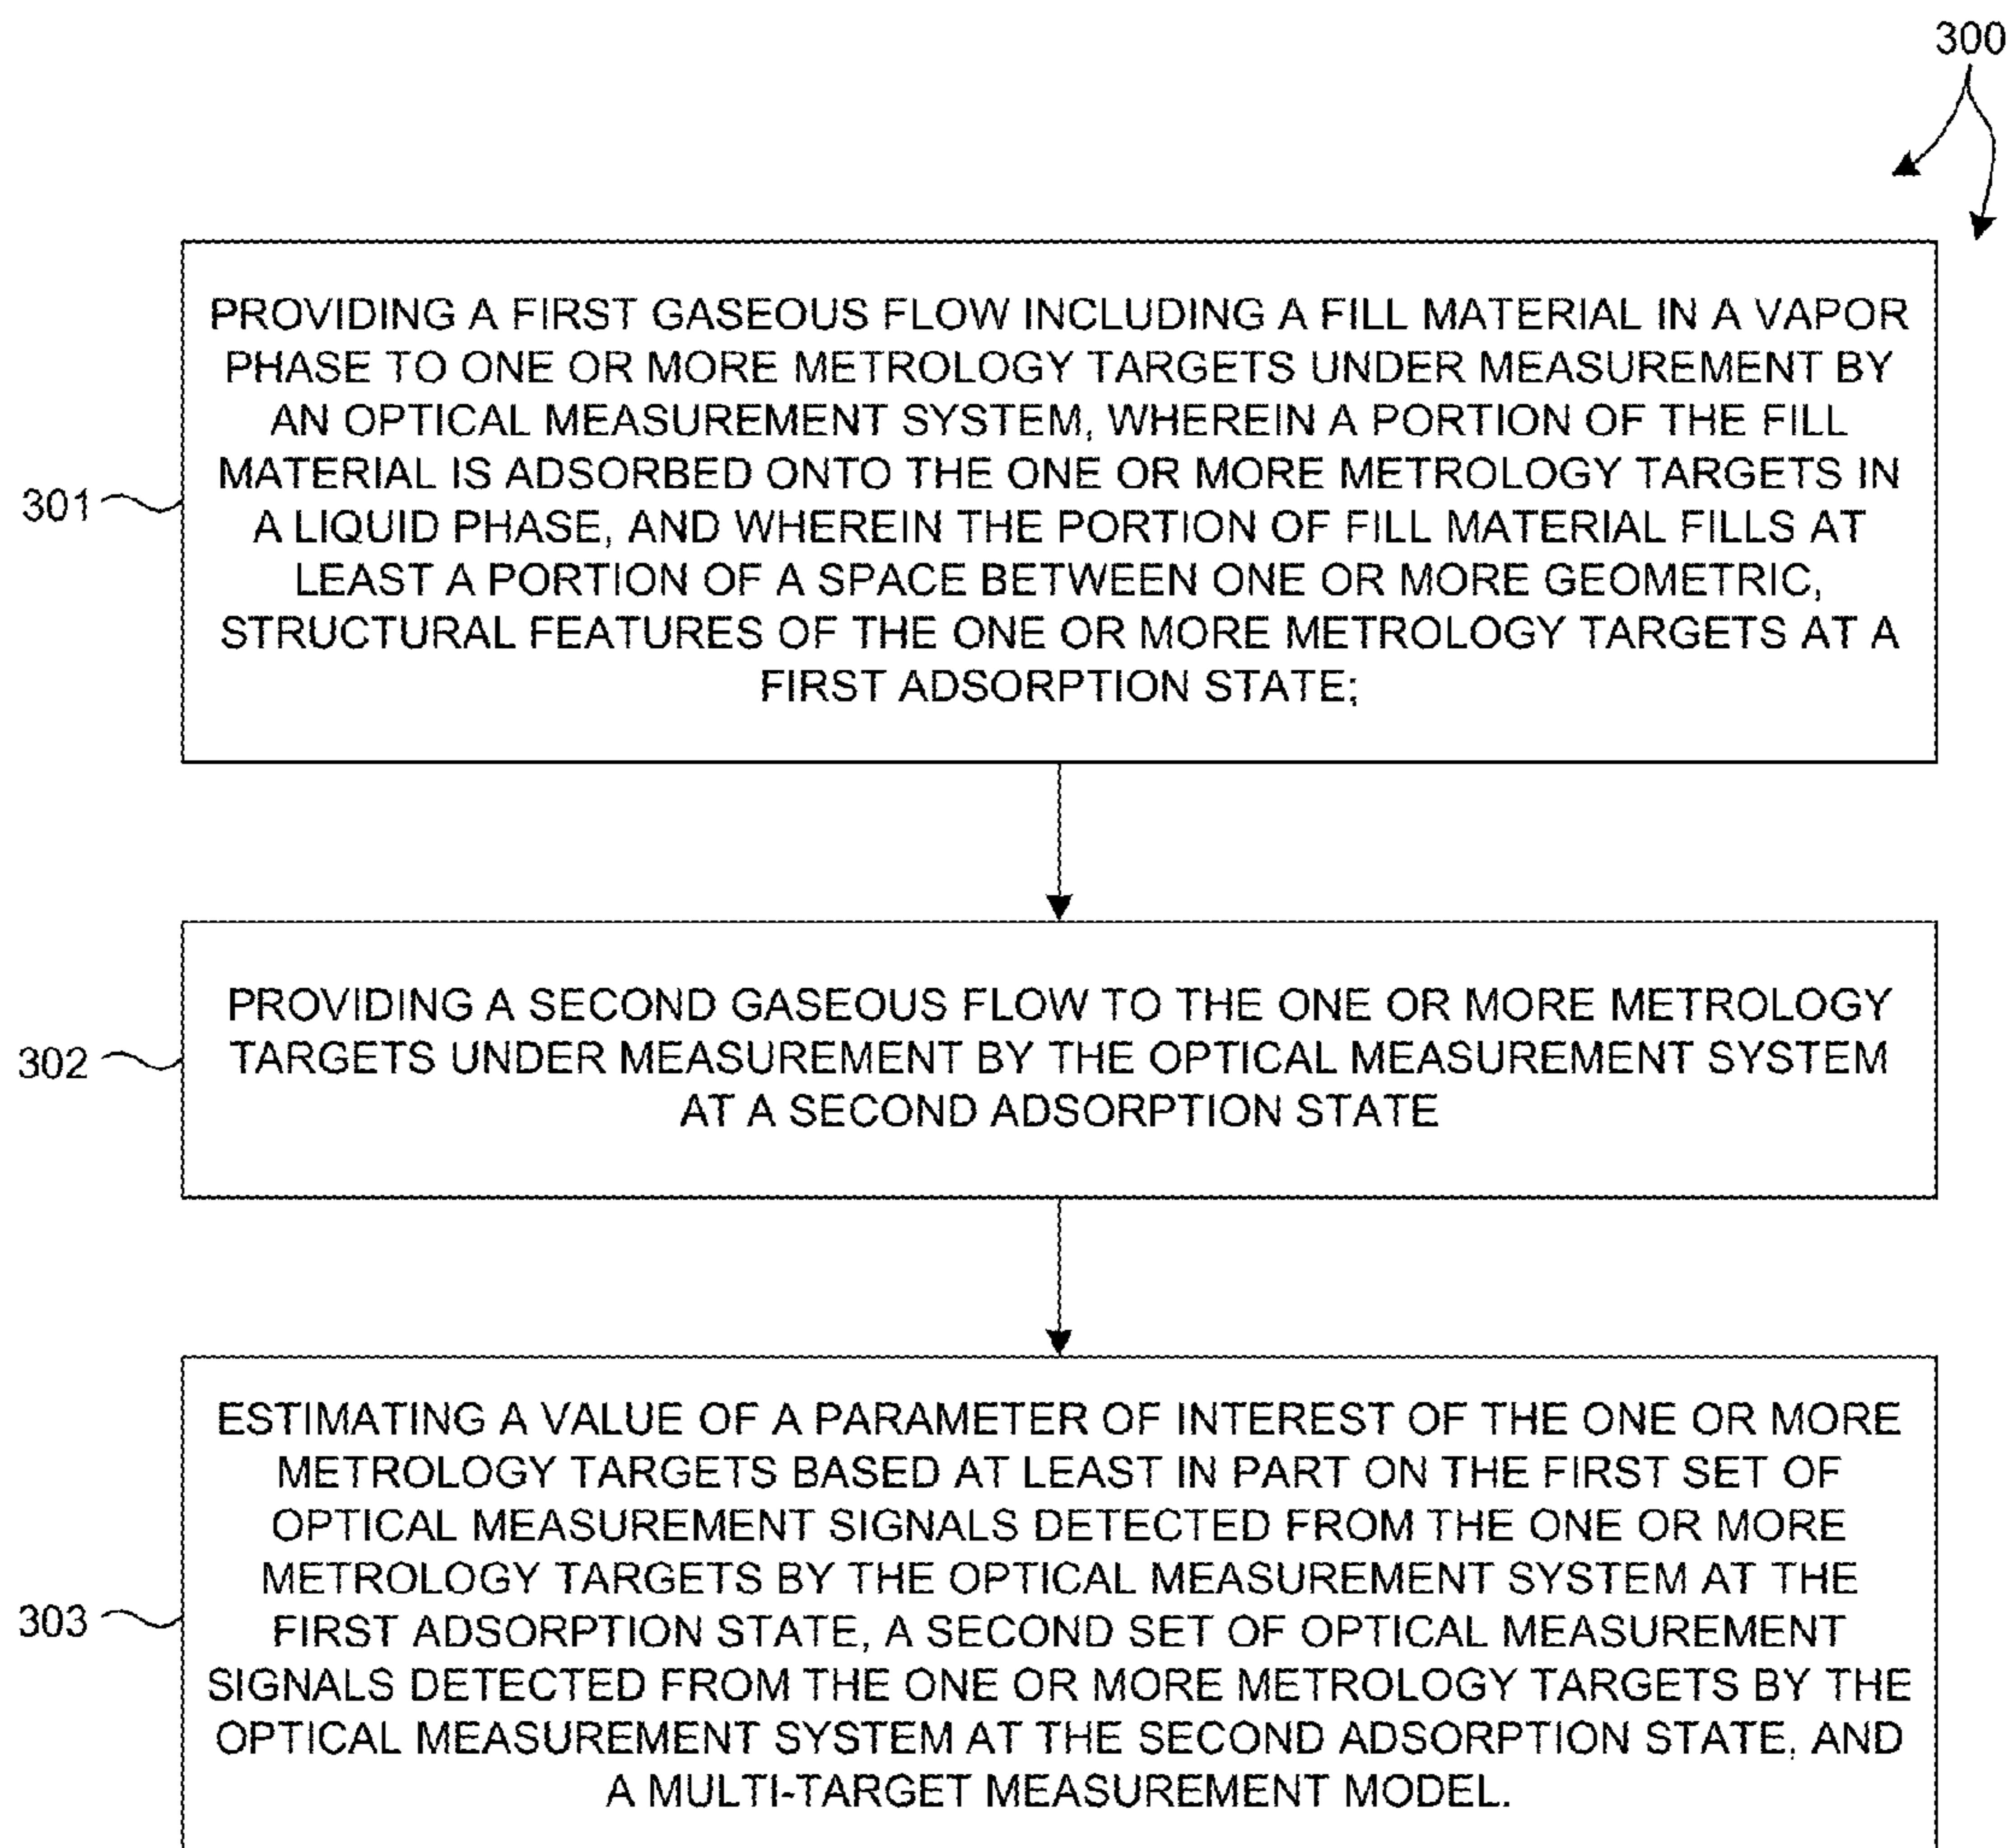 300
PROVIDING A FIRST GASEOUS FLOW INCLUDING A FILL MATERIAL IN A VAPOR
PHASE TO ONE OR MORE METROLOGY TARGETS UNDER MEASUREMENT BY
AN OPTICAL MEASUREMENT SYSTEM, WHEREIN A PORTION OF THE FILL
MATERIAL IS ADSORBED ONTO THE ONE OR MORE METROLOGY TARGETS IN
A LIQUID PHASE, AND WHEREIN THE PORTION OF FILL MATERIAL FILLS AT
LEAST A PORTION OF A SPACE BETWEEN ONE OR MORE GEOMETRIC,
STRUCTURAL FEATURES OF THE ONE OR MORE METROLOGY TARGETS AT A
FIRST ADSORPTION STATE;
301
PROVIDING A SECOND GASEOUS FLOW TO THE ONE OR MORE METROLOGY
TARGETS UNDER MEASUREMENT BY THE OPTICAL MEASUREMENT SYSTEM
AT A SECOND ADSORPTION STATE
302
ESTIMATING A VALUE OF A PARAMETER OF INTEREST OF THE ONE OR MORE
METROLOGY TARGETS BASED AT LEAST IN PART ON THE FIRST SET OF
OPTICAL MEASUREMENT SIGNALS DETECTED FROM THE ONE OR MORE
METROLOGY TARGETS BY THE OPTICAL MEASUREMENT SYSTEM AT THE
FIRST ADSORPTION STATE, A SECOND SET OF OPTICAL MEASUREMENT
SIGNALS DETECTED FROM THE ONE OR MORE METROLOGY TARGETS BY THE
OPTICAL MEASUREMENT SYSTEM AT THE SECOND ADSORPTION STATE, AND
A MULTI-TARGET MEASUREMENT MODEL.
303